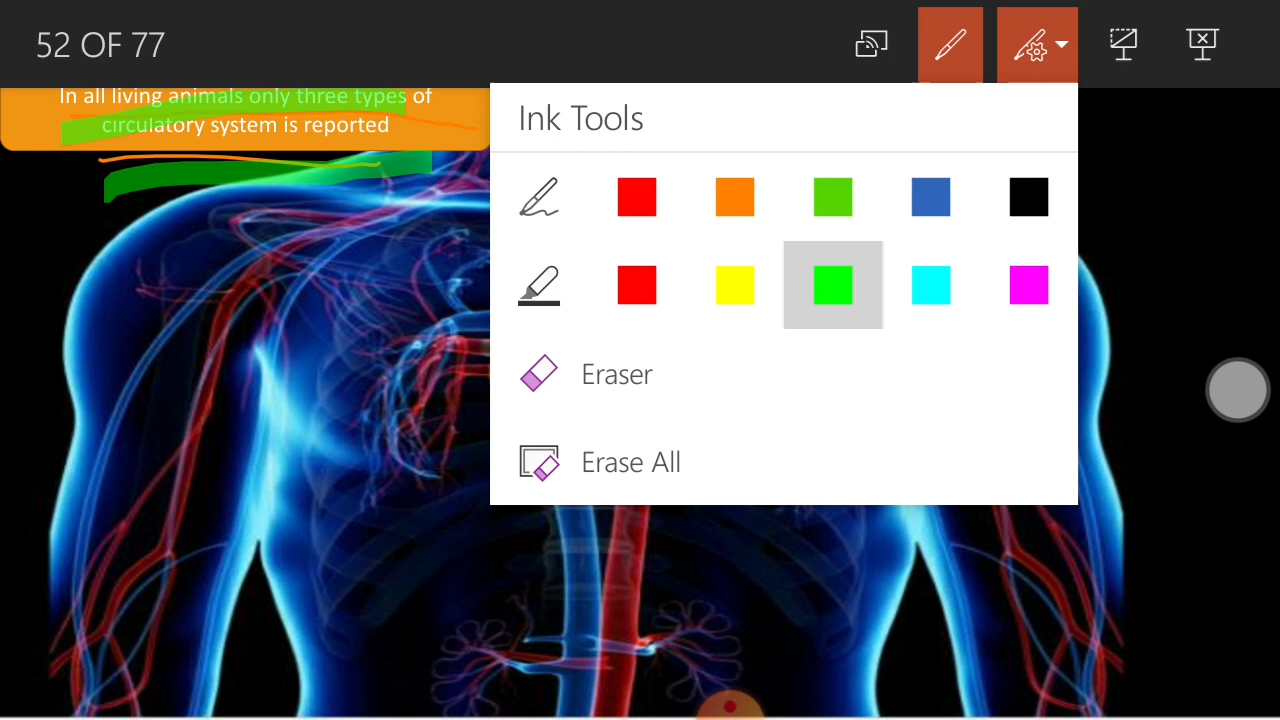 52 OF 77
In all living animals only three types of
circulatory system is reported
Ink Tools
Eraser
Erase All